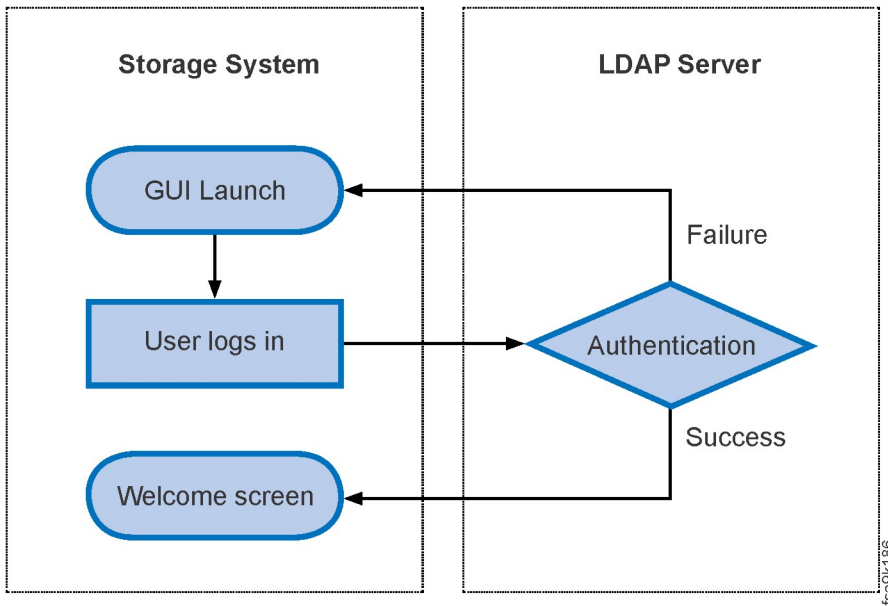 Storage System
LDAP Server
GUI Launch
Failure
User logs in
Authentication
Success
Welcome screen